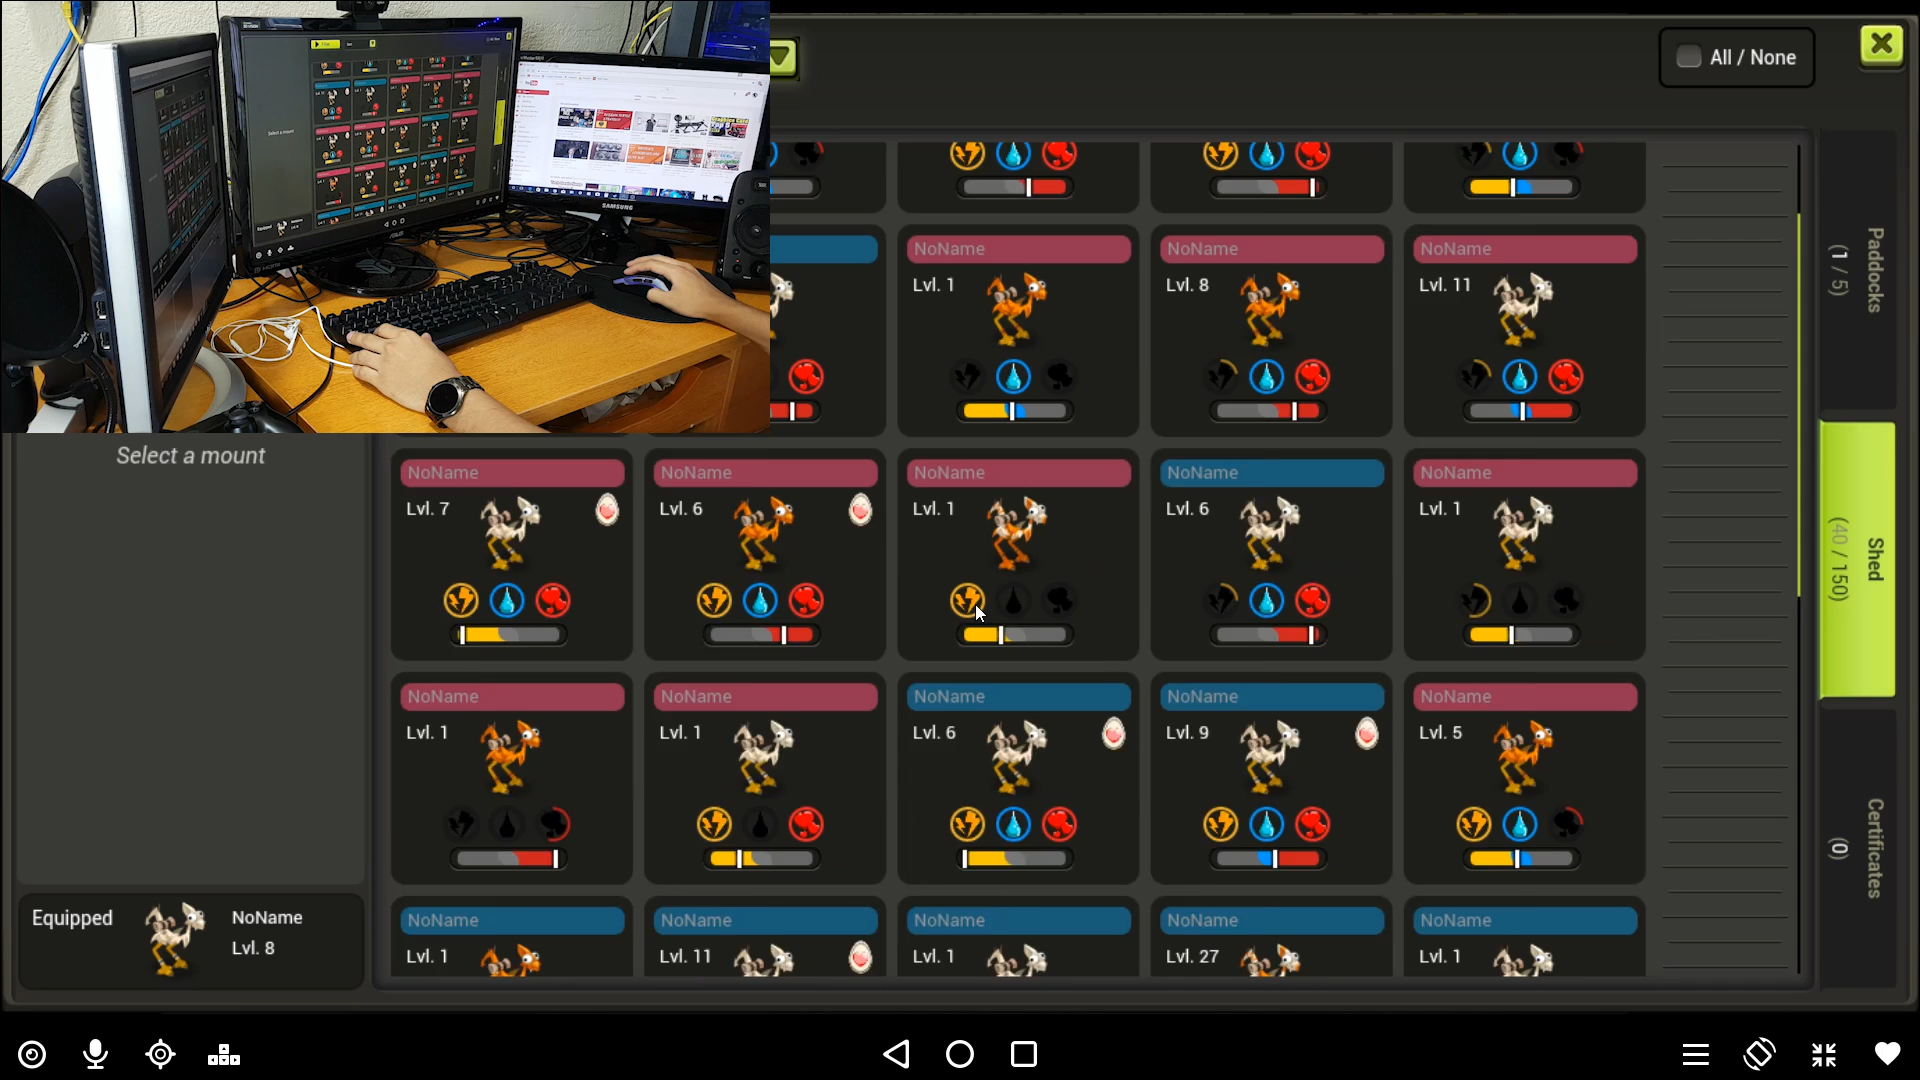 All / None
Select a mount
SAMSUNG
NoName
NoName
NoName
Lvl. 1
Lvl. 8
Lvl. 11
Select a mount
NoName
NoName
NoName
NoName
NoName
Lvl. 7
Lvl. 6
Lvl. 1
Lvl. 6
Lvl. 1
NoName
NoName
NoName
NoName
NoName
Lvl. 1
Lvl. 1
Lvl. 6
Lvl. 9
Lvl. 5
NoName
NoName
NoName
NoName
NoName
Lvl. 1
Lvl. 11
Lvl. 1
Lvl. 27
Lvl. 1
Equipped
NoName
Lvl. 8
Paddocks
(1 / 5)
Shed
(40 / 150)
Certificates
(0)